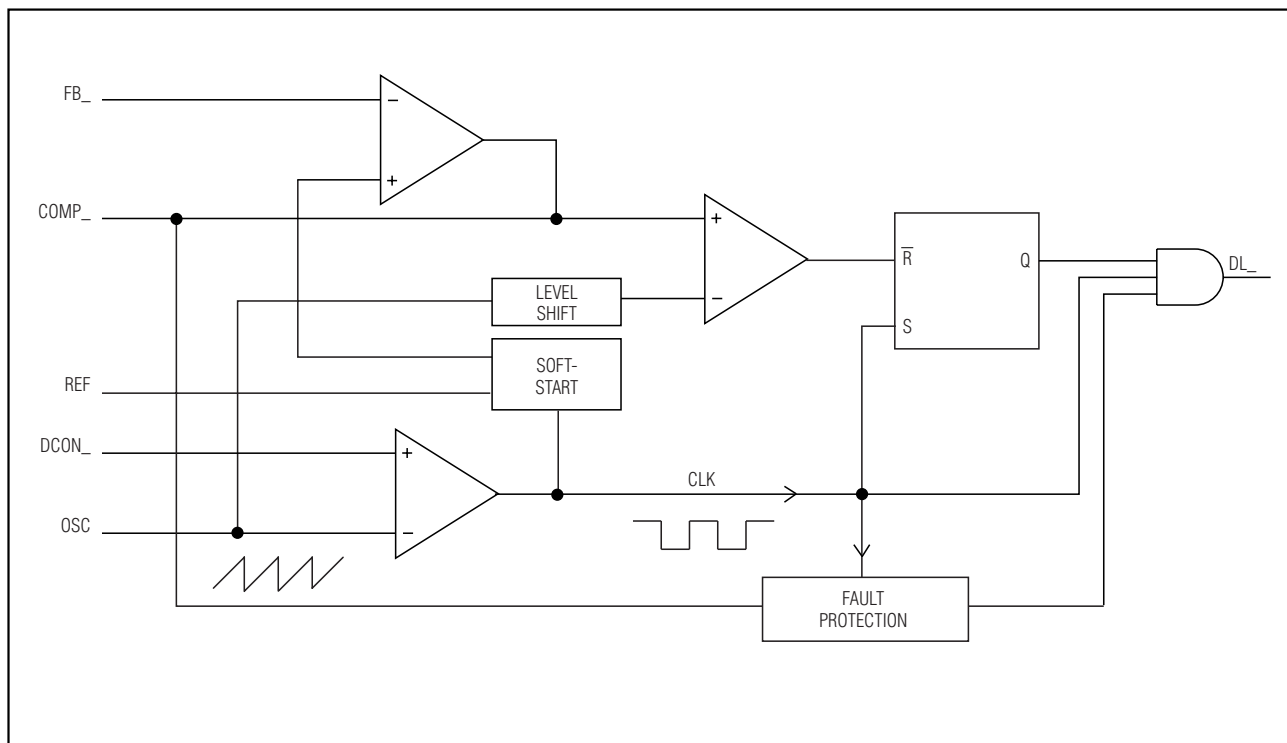 FB_
−
+
COMP_
+
−
R̅
Q
DL_
LEVEL
SHIFT
S
SOFT-
START
REF
DCON_
+
CLK
OSC
−
FAULT
PROTECTION